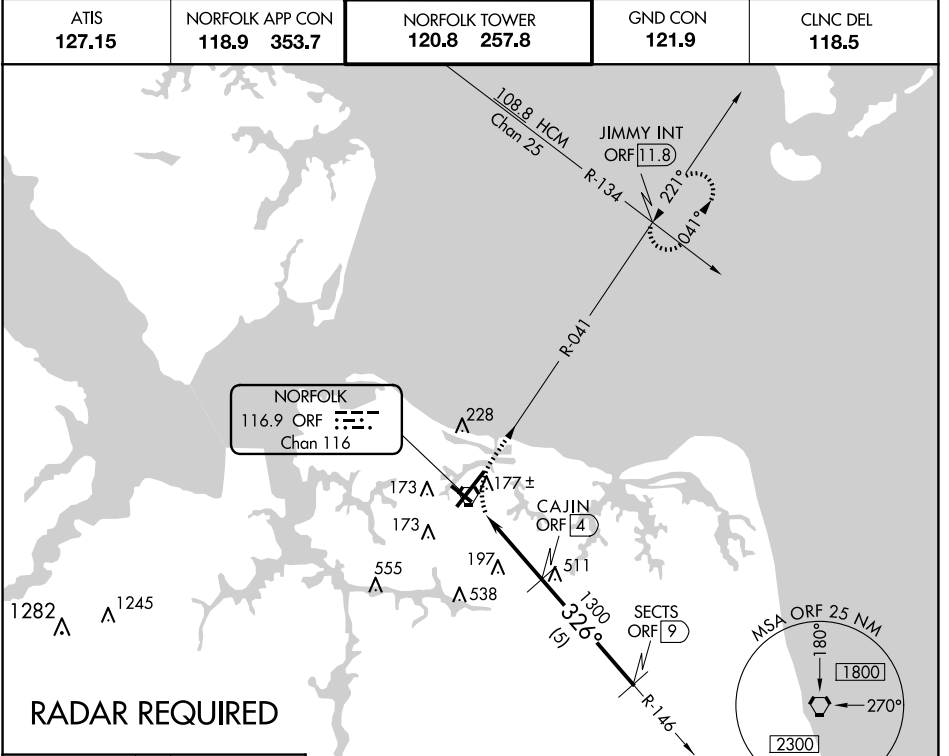 ATIS
127.15
NORFOLK APP CON
118.9 353.7
NORFOLK TOWER
120.8 257.8
GND CON
121.9
CLNC DEL
118.5
108.8 HCM
Chan 25
R-134
JIMMY INT
ORF 11.8
221°
041°
R-041
NORFOLK
116.9 ORF
Chan 116
228
177±
173
173
CAJIN
ORF 4
197
511
555
538
1282
1245
1300
326°
(5)
SECTS
ORF 9
R-146
MSA ORF 25 NM
180°
1800
270°
2300
RADAR REQUIRED